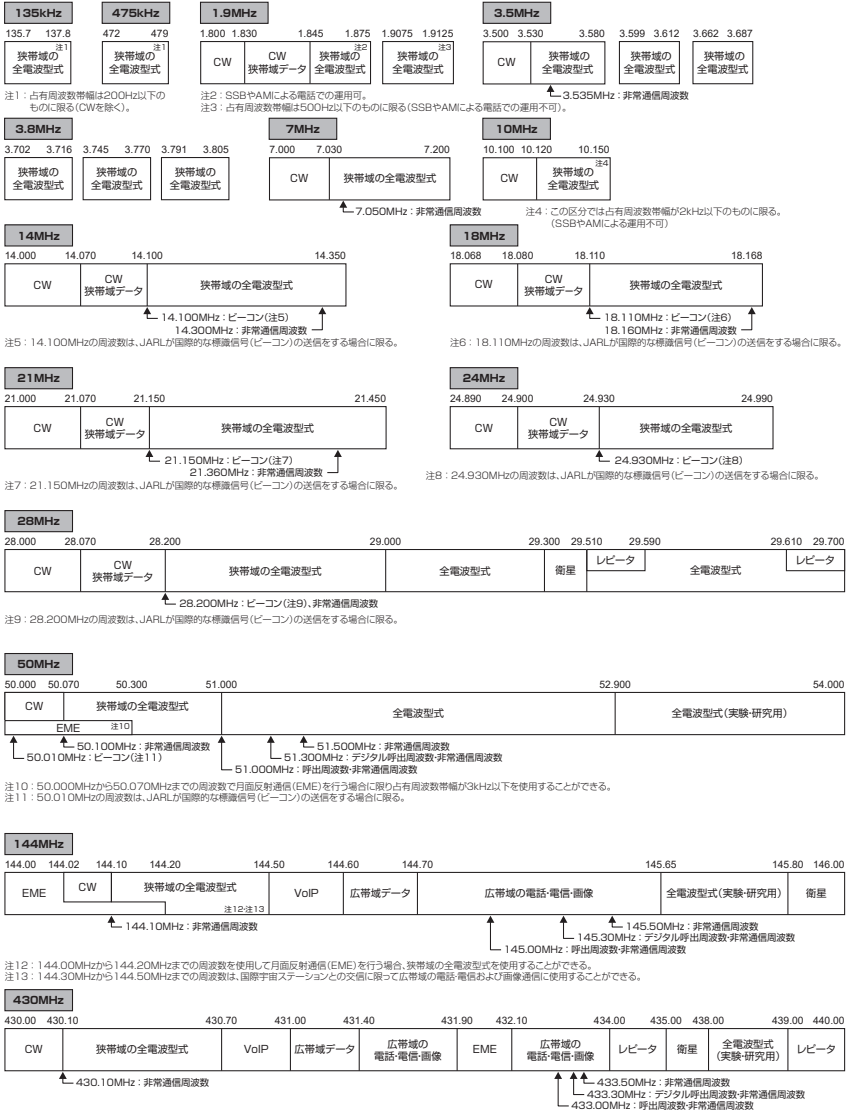 135kHz
475kHz
1.9MHz
3.5MHz
135.7 137.8
472 479
1.800 1.830 1.845 1.875 1.9075 1.9125
3.500 3.530 3.580 3.599 3.612 3.662 3.687
狭帯域の 注1
全電波型式
狭帯域の 注1
全電波型式
CW
CW
狭帯域データ
狭帯域の 注2
全電波型式
狭帯域の 注3
全電波型式
CW
狭帯域の
全電波型式
狭帯域の
全電波型式
狭帯域の
全電波型式
3.535MHz：非常通信周波数
注1：占有周波数帯幅は200Hz以下の
ものに限る(CWを除く)。
注2：SSBやAMによる電話での運用可。
注3：占有周波数帯幅は500Hz以下のものに限る(SSBやAMによる電話での運用不可)。
3.8MHz
7MHz
10MHz
3.702 3.716 3.745 3.770 3.791 3.805
7.000 7.030 7.200
10.100 10.120 10.150
狭帯域の
全電波型式
狭帯域の
全電波型式
狭帯域の
全電波型式
CW
狭帯域の全電波型式
CW
狭帯域の 注4
全電波型式
7.050MHz：非常通信周波数
注4：この区分では占有周波数帯幅が2kHz以下のものに限る。
(SSBやAMによる運用不可)
14MHz
18MHz
14.000 14.070 14.100 14.350
18.068 18.080 18.110 18.168
CW
CW
狭帯域データ
狭帯域の全電波型式
CW
CW
狭帯域データ
狭帯域の全電波型式
14.100MHz：ビーコン(注5)
14.300MHz：非常通信周波数
18.110MHz：ビーコン(注6)
18.160MHz：非常通信周波数
注5：14.100MHzの周波数は、JARLが国際的な標識信号(ビーコン)の送信をする場合に限る。
注6：18.110MHzの周波数は、JARLが国際的な標識信号(ビーコン)の送信をする場合に限る。
21MHz
24MHz
21.000 21.070 21.150 21.450
24.890 24.900 24.930 24.990
CW
CW
狭帯域データ
狭帯域の全電波型式
CW
CW
狭帯域データ
狭帯域の全電波型式
21.150MHz：ビーコン(注7)
21.360MHz：非常通信周波数
24.930MHz：ビーコン(注8)
注7：21.150MHzの周波数は、JARLが国際的な標識信号(ビーコン)の送信をする場合に限る。
注8：24.930MHzの周波数は、JARLが国際的な標識信号(ビーコン)の送信をする場合に限る。
28MHz
28.000 28.070 28.200 29.000 29.300 29.510 29.590 29.610 29.700
CW
CW
狭帯域データ
狭帯域の全電波型式
全電波型式
衛星
レピータ
全電波型式
レピータ
28.200MHz：ビーコン(注9)、非常通信周波数
注9：28.200MHzの周波数は、JARLが国際的な標識信号(ビーコン)の送信をする場合に限る。
50MHz
50.000 50.070 50.300 51.000 52.900 54.000
CW
狭帯域の全電波型式
EME 注10
全電波型式
全電波型式(実験・研究用)
50.100MHz：非常通信周波数
50.010MHz：ビーコン(注11)
51.500MHz：非常通信周波数
51.300MHz：デジタル呼出周波数・非常通信周波数
51.000MHz：呼出周波数・非常通信周波数
注10：50.000MHzから50.070MHzまでの周波数で月面反射通信(EME)を行う場合に限り占有周波数帯幅が3kHz以下を使用することができる。
注11：50.010MHzの周波数は、JARLが国際的な標識信号(ビーコン)の送信をする場合に限る。
144MHz
144.00 144.02 144.10 144.20 144.50 144.60 144.70 145.65 145.80 146.00
EME
CW
狭帯域の全電波型式
注12・注13
VoIP
広帯域データ
広帯域の電話・電信・画像
全電波型式(実験・研究用)
衛星
144.10MHz：非常通信周波数
145.50MHz：非常通信周波数
145.30MHz：デジタル呼出周波数・非常通信周波数
145.00MHz：呼出周波数・非常通信周波数
注12：144.00MHzから144.20MHzまでの周波数を使用して月面反射通信(EME)を行う場合、狭帯域の全電波型式を使用することができる。
注13：144.30MHzから144.50MHzまでの周波数は、国際宇宙ステーションとの交信に限って広帯域の電話・電信および画像通信に使用することができる。
430MHz
430.00 430.10 430.70 431.00 431.40 431.90 432.10 434.00 435.00 438.00 439.00 440.00
CW
狭帯域の全電波型式
VoIP
広帯域データ
広帯域の
電話・電信・画像
EME
広帯域の
電話・電信・画像
レピータ
衛星
全電波型式
(実験・研究用)
レピータ
430.10MHz：非常通信周波数
433.50MHz：非常通信周波数
433.30MHz：デジタル呼出周波数・非常通信周波数
433.00MHz：呼出周波数・非常通信周波数